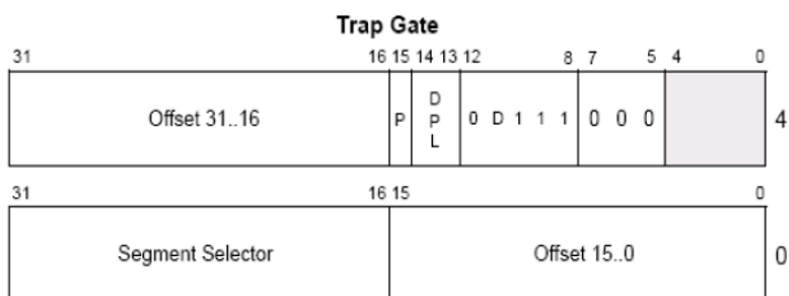 Trap Gate
31 16 15 14 13 12 8 7 5 4 0
Offset 31..16 P DPL 0 D 1 1 1 0 0 0 4
31 16 15 0
Segment Selector Offset 15..0 0